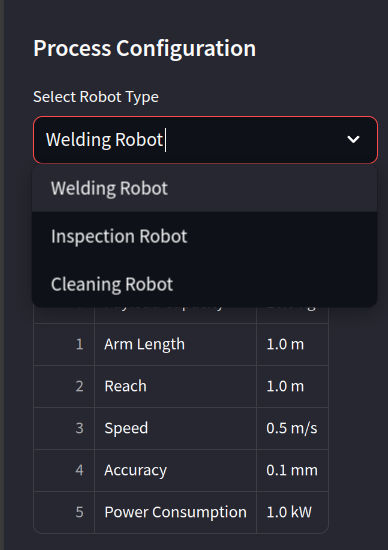 Process Configuration
Select Robot Type
Welding Robot
Welding Robot
Inspection Robot
Cleaning Robot
1 Arm Length 1.0 m
2 Reach 1.0 m
3 Speed 0.5 m/s
4 Accuracy 0.1 mm
5 Power Consumption 1.0 kW